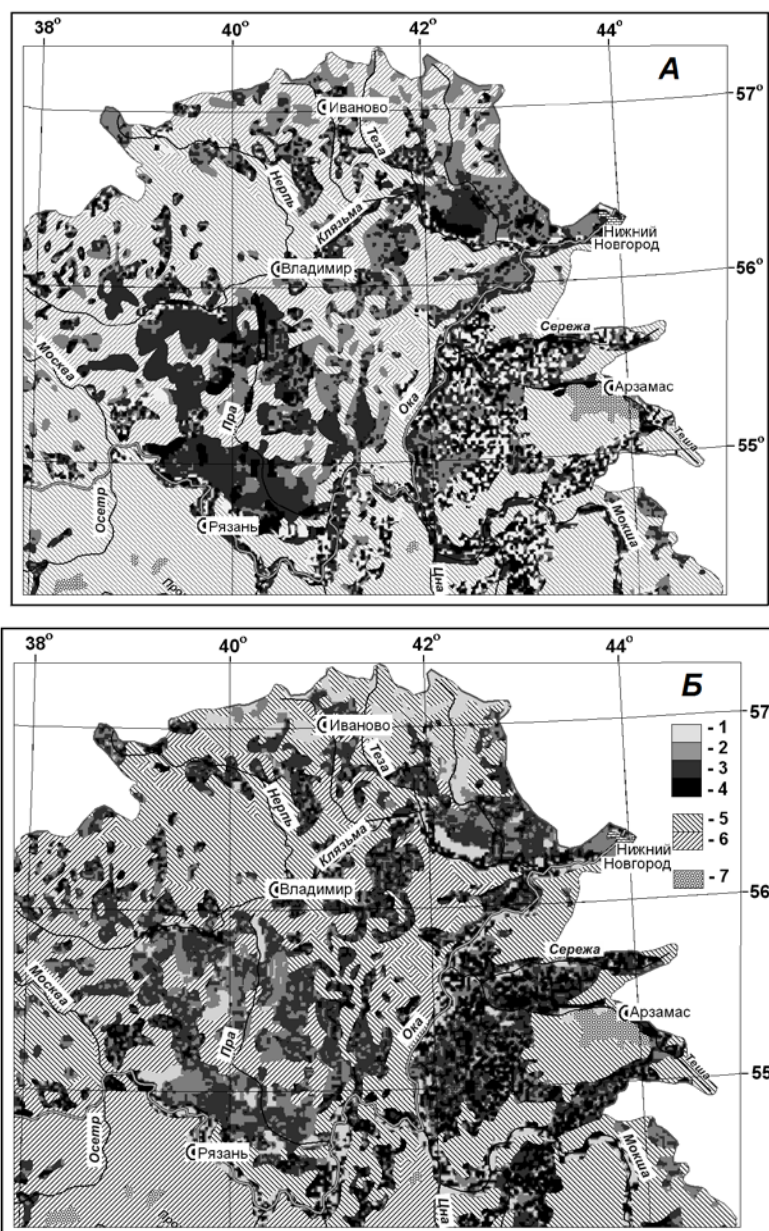 38° 40° 42° 44°
А
57°
Иваново
Теза
Нерль
Клязьма
Нижний
Новгород
Владимир
56°
Сережа
Москва
Арзамас
Ока
Пра
Теша
55°
Осетр
Рязань
Мокша
Цна
Про
38° 40° 42° 44°
Б
57
- 1
- 2
- 3
- 4
- 5
- 6
- 7
Иваново
Теза
Нерль
Клязьма
Нижний
Новгород
Владимир
56
Сережа
Москва
Арзамас
Ока
Пра
Теша
55
Осетр
Рязань
Мокша
Цна